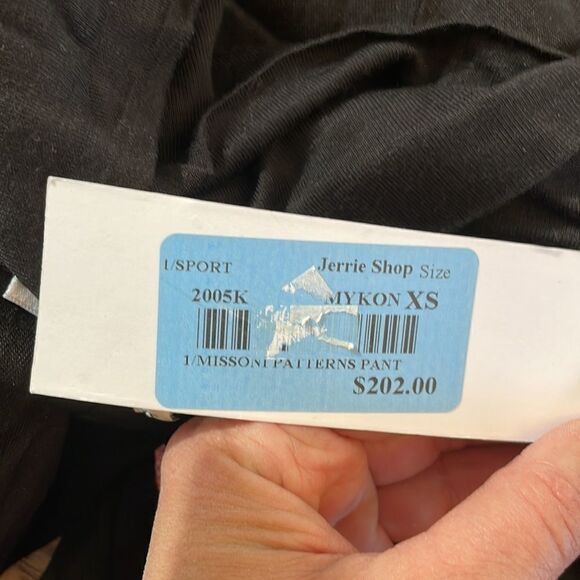 1/SPORT Jerrie Shop Size
2005K MYKON XS
1/MISSONI PATTERNS PANT
$202.00